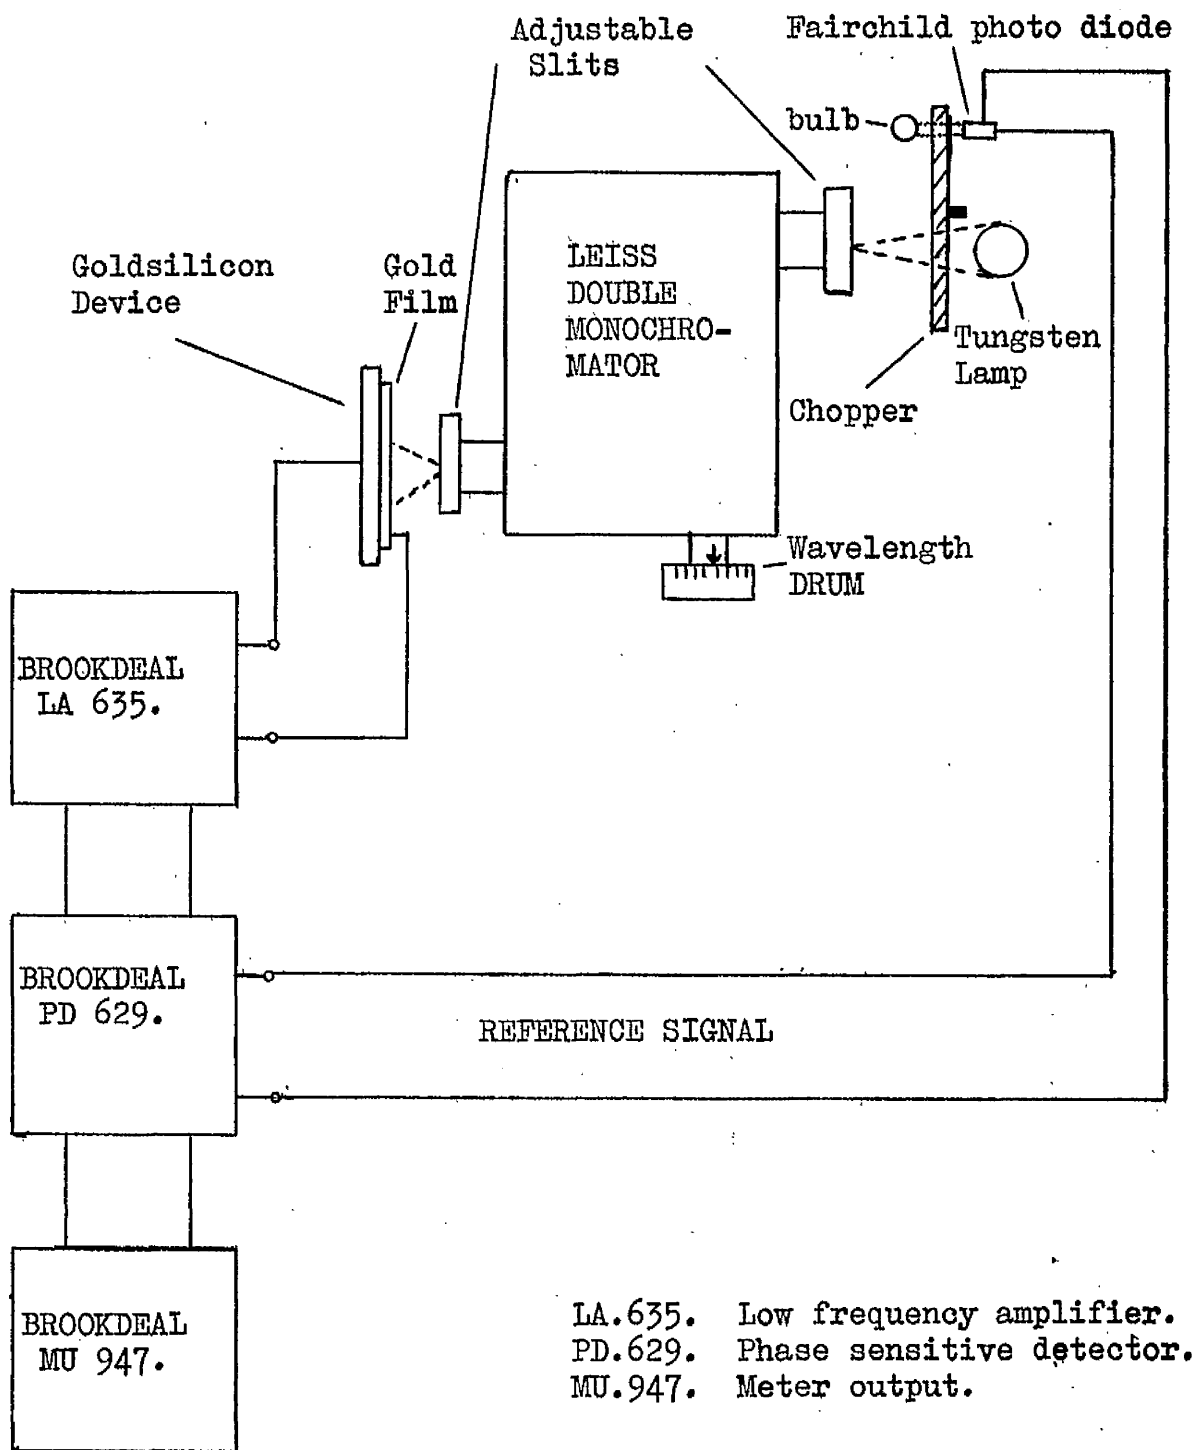 Adjustable
Slits
Fairchild photo diode
bulb
Goldsilicon
Device
Gold
Film
LEISS
DOUBLE
MONOCHRO-
MATOR
Tungsten
Lamp
Chopper
Wavelength
DRUM
BROOKDEAL
LA 635.
BROOKDEAL
PD 629.
REFERENCE SIGNAL
BROOKDEAL
MU 947.
LA.635. Low frequency amplifier.
PD.629. Phase sensitive detector.
MU.947. Meter output.